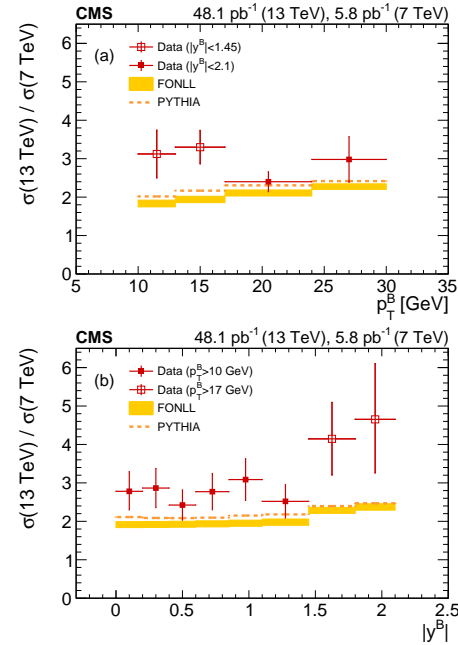 CMS 48.1 pb⁻¹ (13 TeV), 5.8 pb⁻¹ (7 TeV)
(a)
Data (|y^B|<1.45)
Data (|y^B|<2.1)
FONLL
PYTHIA
σ(13 TeV) / σ(7 TeV)
6
5
4
3
2
1
0
5 10 15 20 25 30 35
p_T^B [GeV]
CMS 48.1 pb⁻¹ (13 TeV), 5.8 pb⁻¹ (7 TeV)
(b)
Data (p_T^B>10 GeV)
Data (p_T^B>17 GeV)
FONLL
PYTHIA
σ(13 TeV) / σ(7 TeV)
6
5
4
3
2
1
0
0 0.5 1 1.5 2 2.5
|y^B|